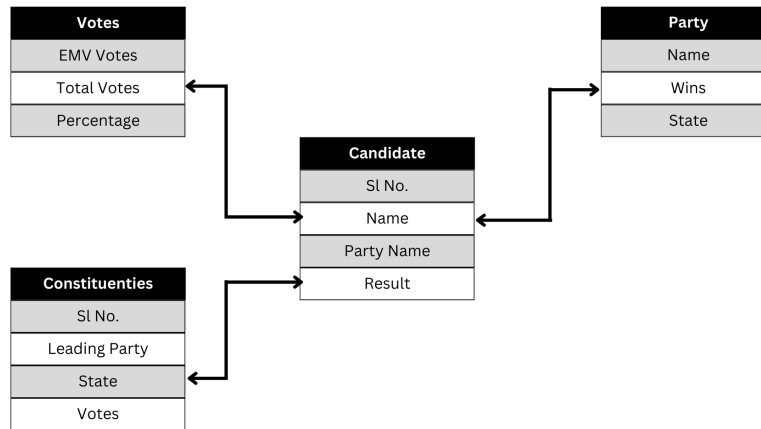 Votes
EMV Votes
Total Votes
Percentage
Party
Name
Wins
State
Candidate
Sl No.
Name
Party Name
Result
Constituenties
Sl No.
Leading Party
State
Votes